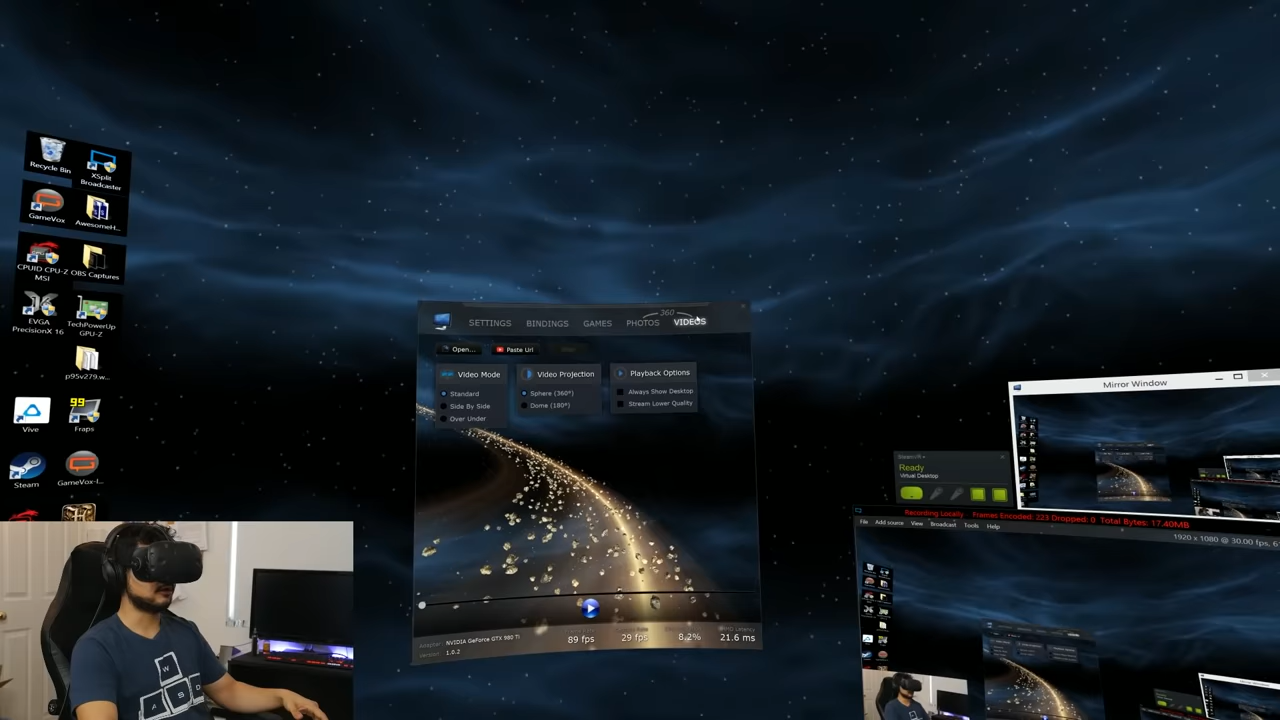 Recycle Bin
XSplit Broadcaster
GameVox
AwesomeH...
CPUID CPU-Z MSI
OBS Captures
EVGA PrecisionX 16
TechPowerUp GPU-Z
p95v279.w...
Vive
99
Fraps
Steam
GameVox-I...
360
SETTINGS BINDINGS GAMES PHOTOS VIDEOS
Open... Paste Url
Video Mode
Standard
Side By Side
Over Under
Video Projection
Sphere (360°)
Dome (180°)
Playback Options
Always Show Desktop
Stream Lower Quality
NVIDIA GeForce GTX 980 Ti
1.0.2
89 fps 29 fps 8.2% 21.6 ms
Mirror Window
SteamVR
Ready
Virtual Desktop
Recording Locally Frames Encoded: 223 Dropped: 0 Total Bytes: 17.40MB
File Add source View Broadcast Tools Help
1920 x 1080 @ 30.00 fps,
W
A S D